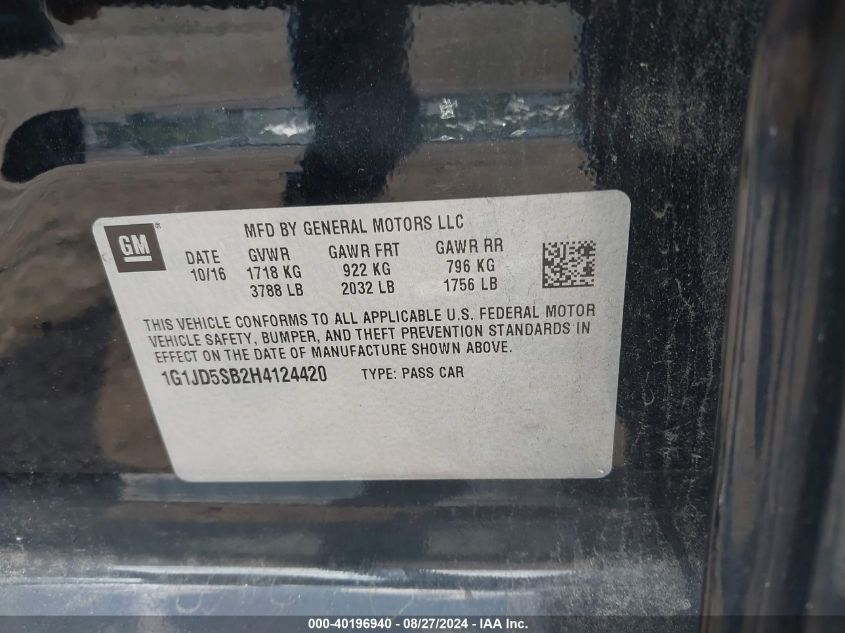 GM
MFD BY GENERAL MOTORS LLC
DATE GVWR GAWR FRT GAWR RR
10/16 1718 KG 922 KG 796 KG
3788 LB 2032 LB 1756 LB
THIS VEHICLE CONFORMS TO ALL APPLICABLE U.S. FEDERAL MOTOR
VEHICLE SAFETY, BUMPER, AND THEFT PREVENTION STANDARDS IN
EFFECT ON THE DATE OF MANUFACTURE SHOWN ABOVE.
1G1JD5SB2H4124420 TYPE: PASS CAR
000-40196940 - 08/27/2024 - IAA Inc.